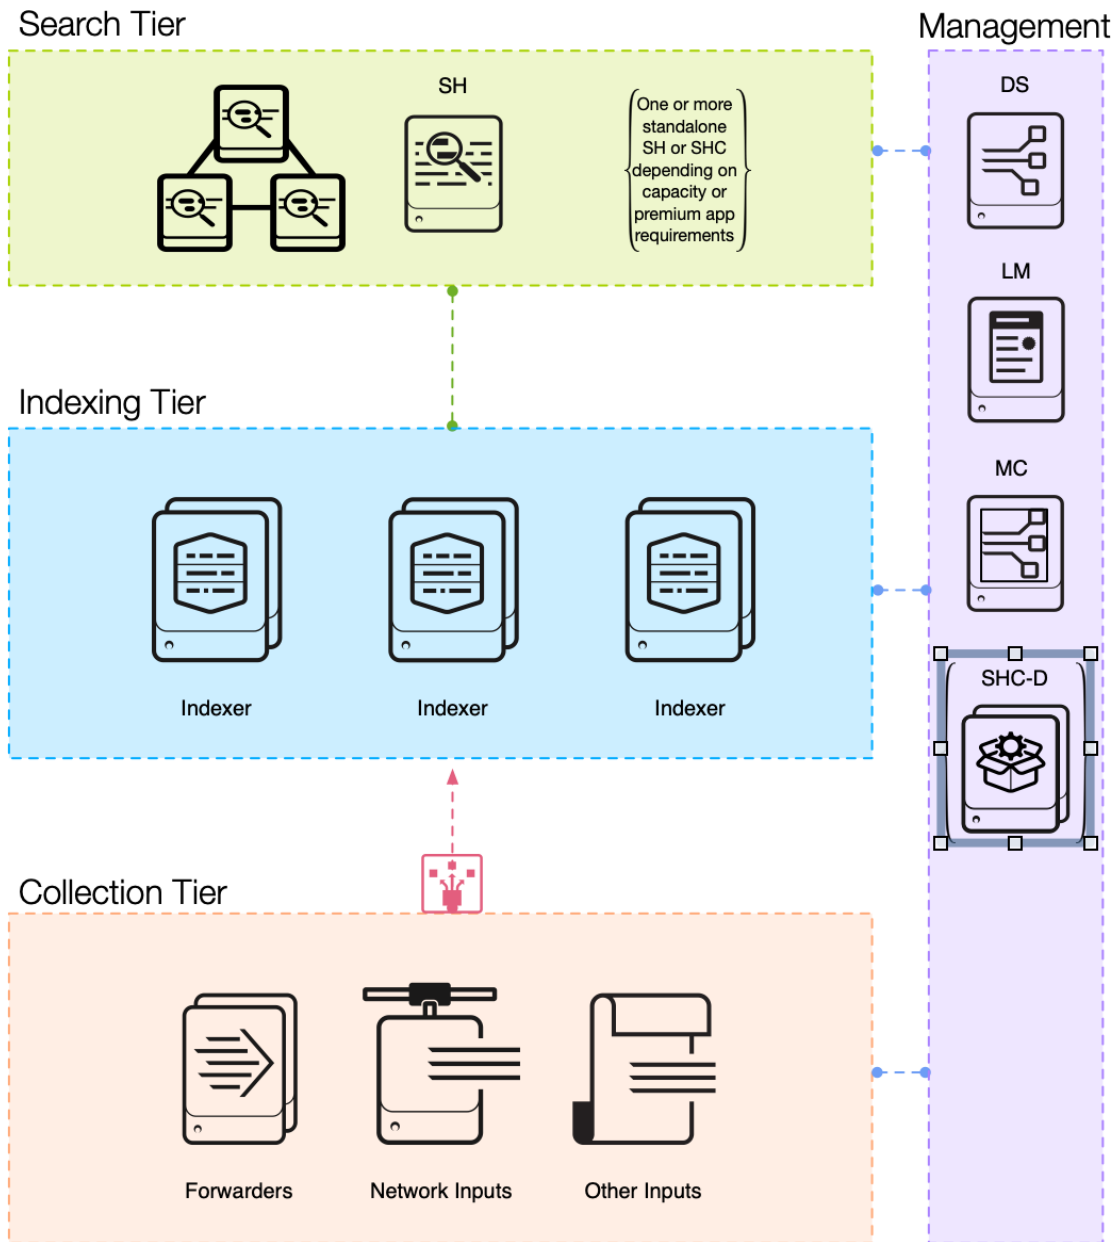 Search Tier
Management
SH
One or more
standalone
SH or SHC
depending on
capacity or
premium app
requirements
DS
LM
Indexing Tier
MC
Indexer
Indexer
Indexer
SHC-D
Collection Tier
Forwarders
Network Inputs
Other Inputs